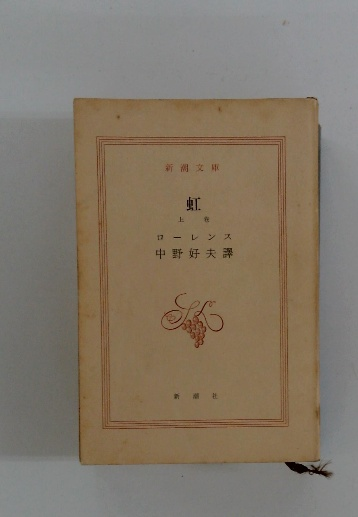 新潮文庫
虹
上巻
ローレンス
中野好夫譯
新潮社